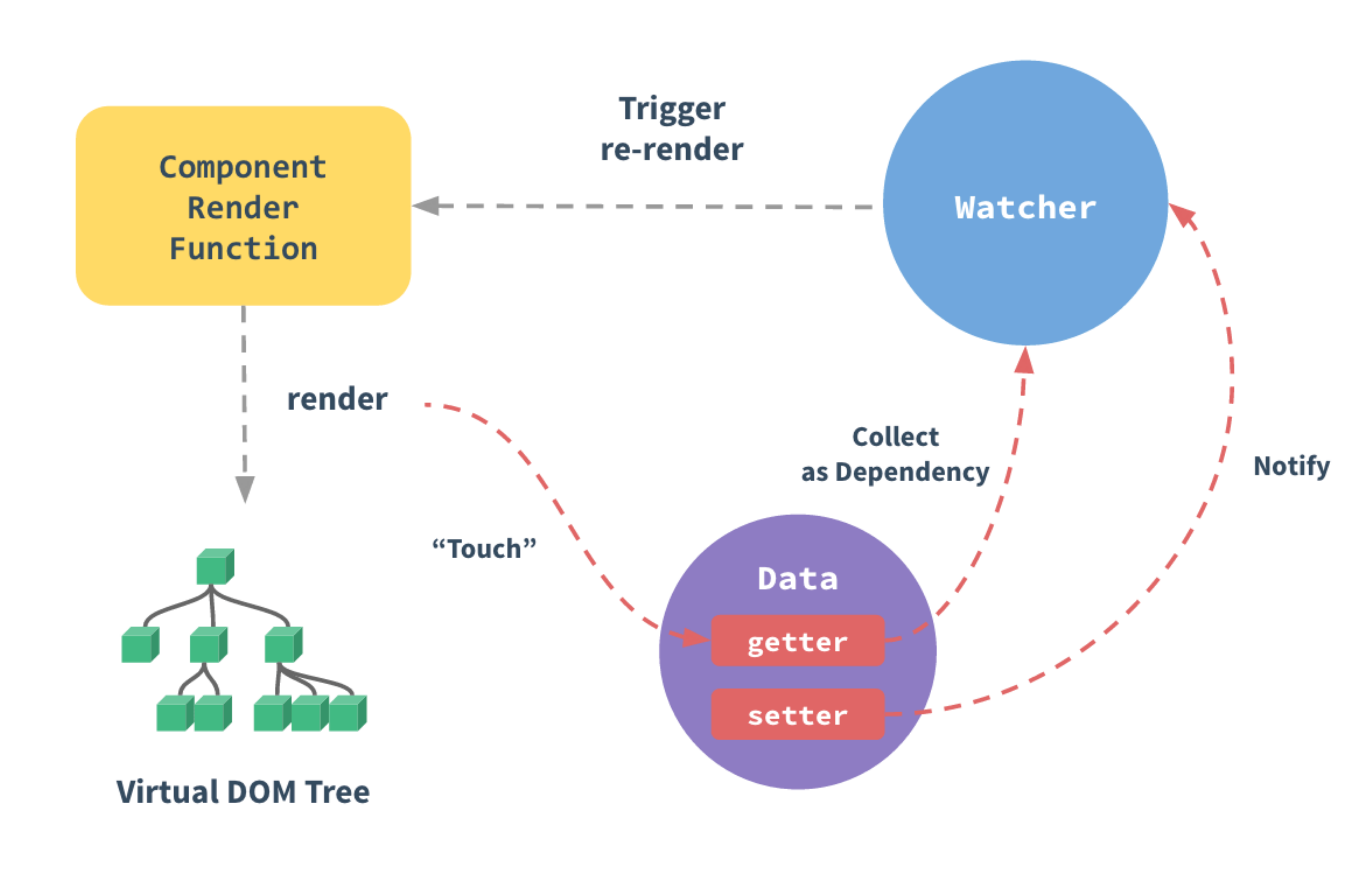 Trigger
re-render
Component
Render
Function
Watcher
render
Collect
as Dependency
Notify
“Touch”
Data
getter
setter
Virtual DOM Tree